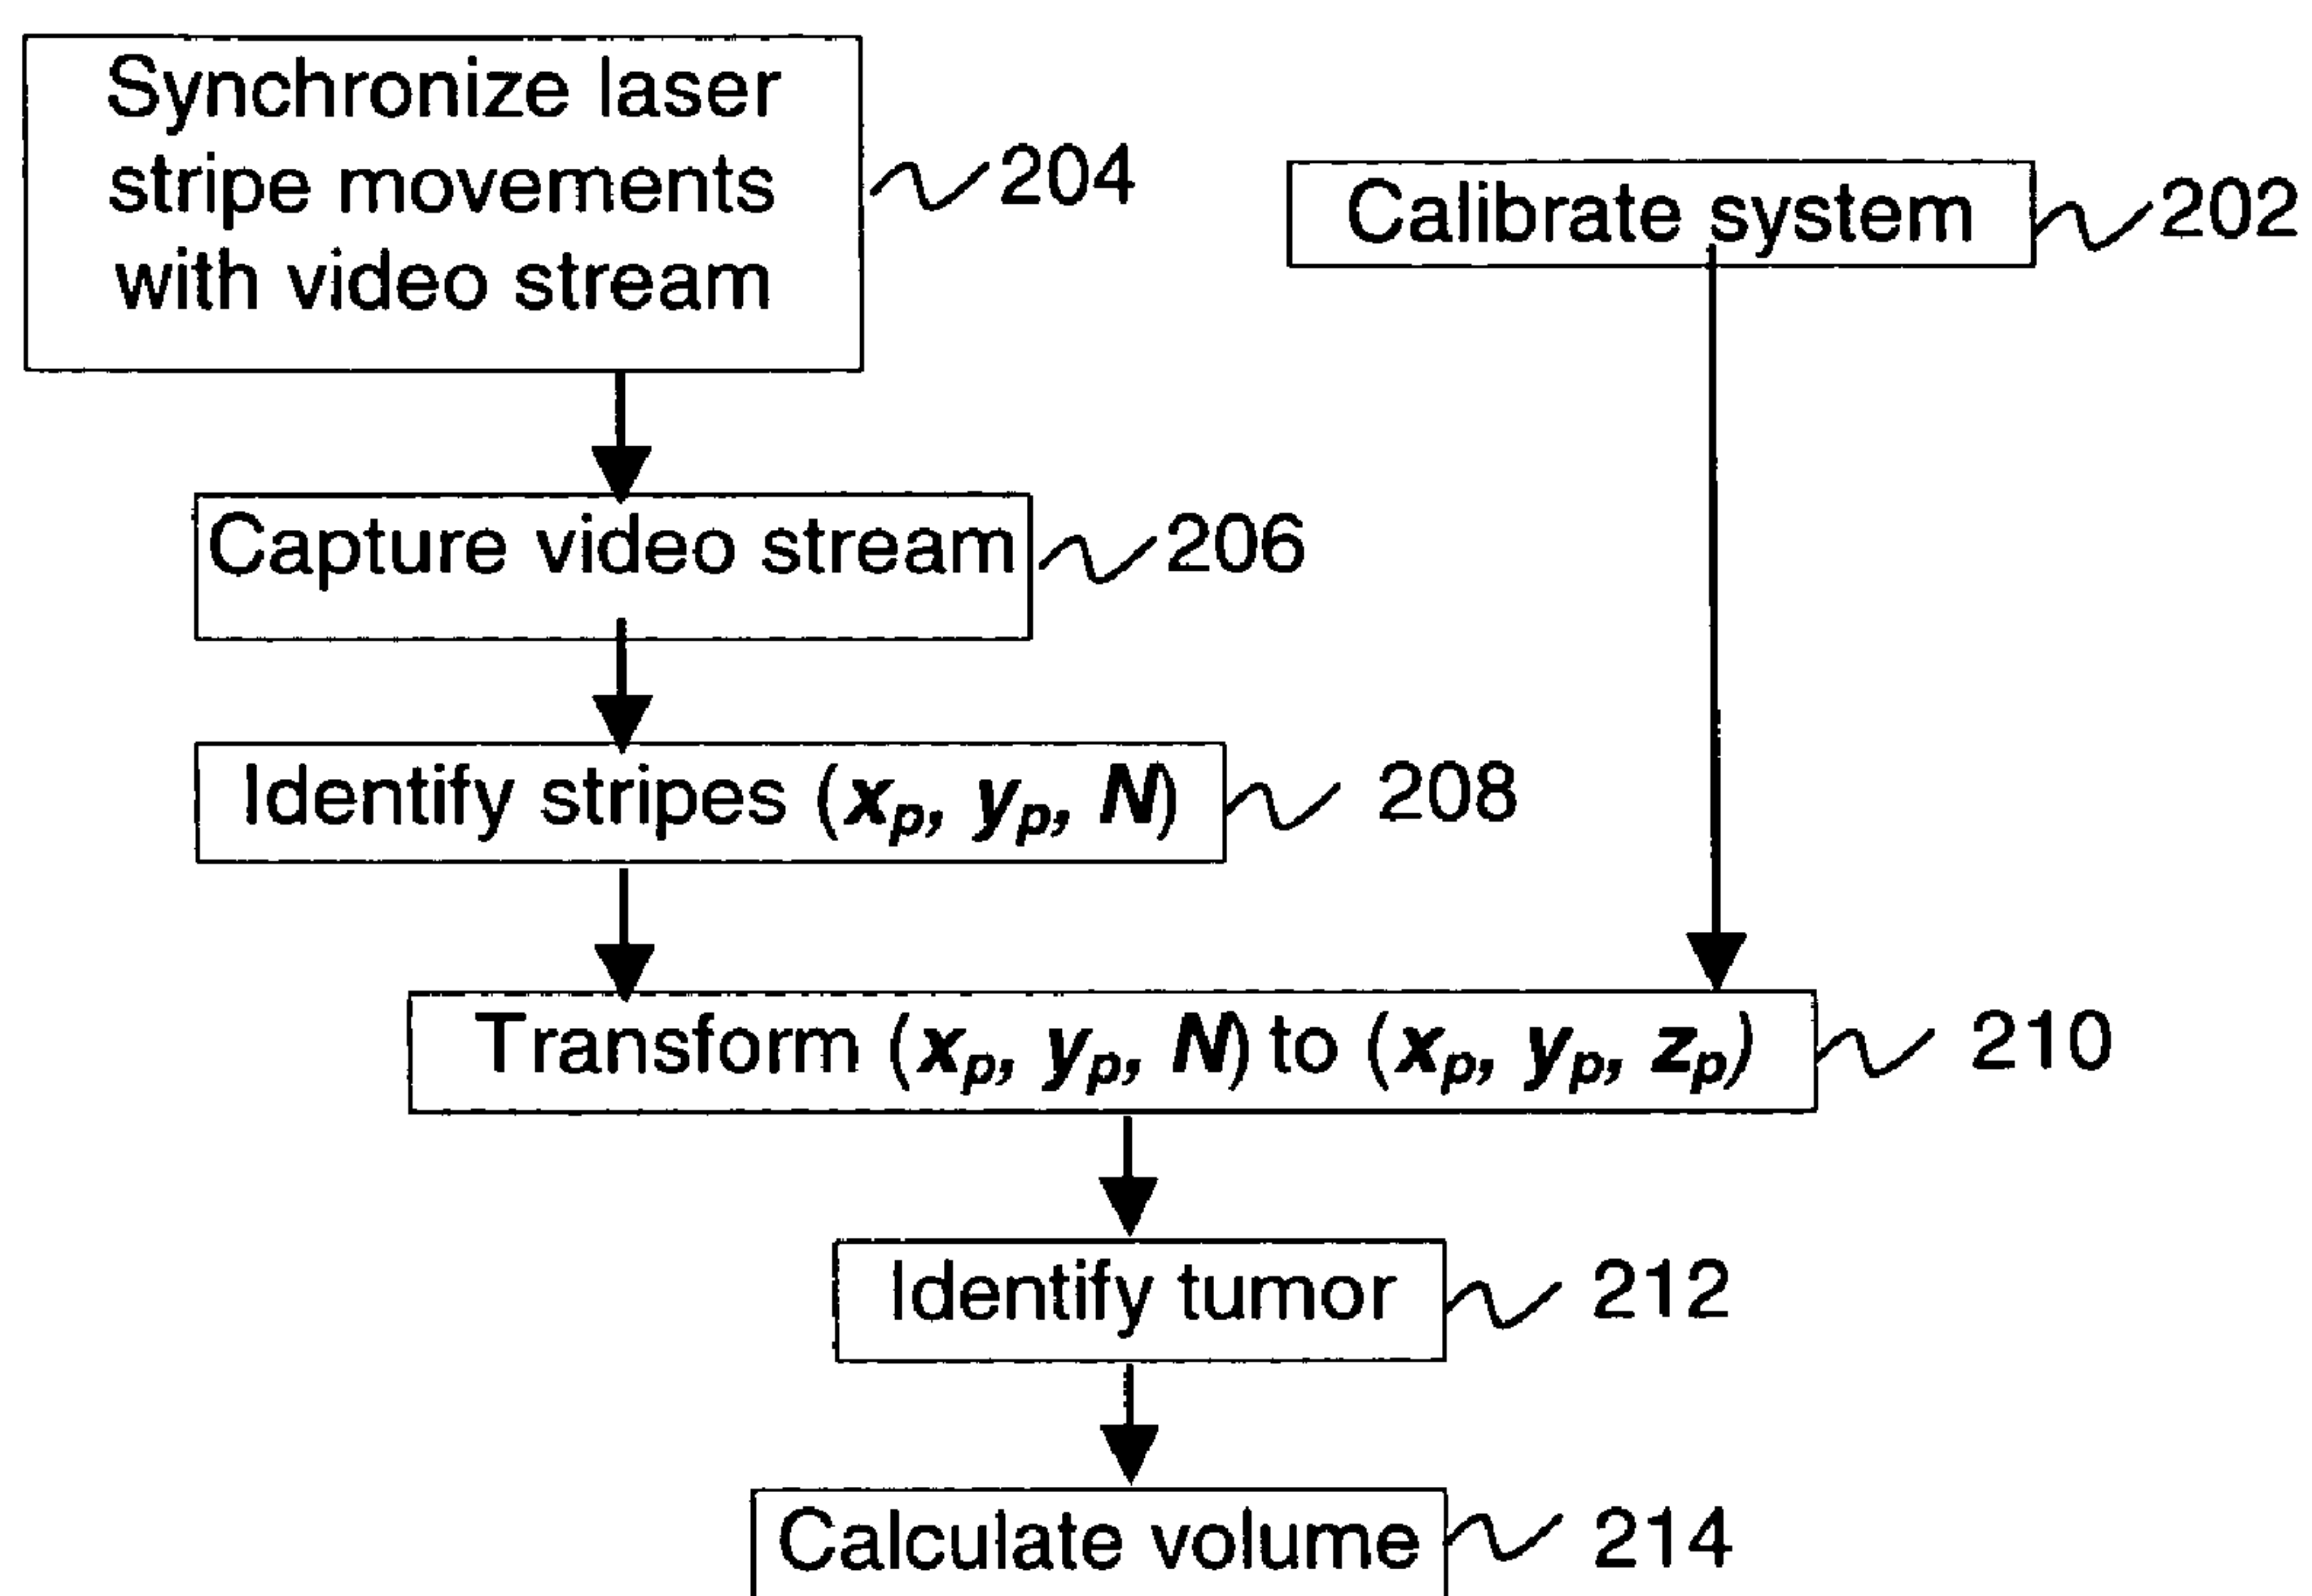 Synchronize laser
stripe movements
with video stream
204
Calibrate system
202
Capture video stream
206
Identify stripes (xp, yp, N)
208
Transform (xp, yp, N) to (xp, yp, zp)
210
Identify tumor
212
Calculate volume
214